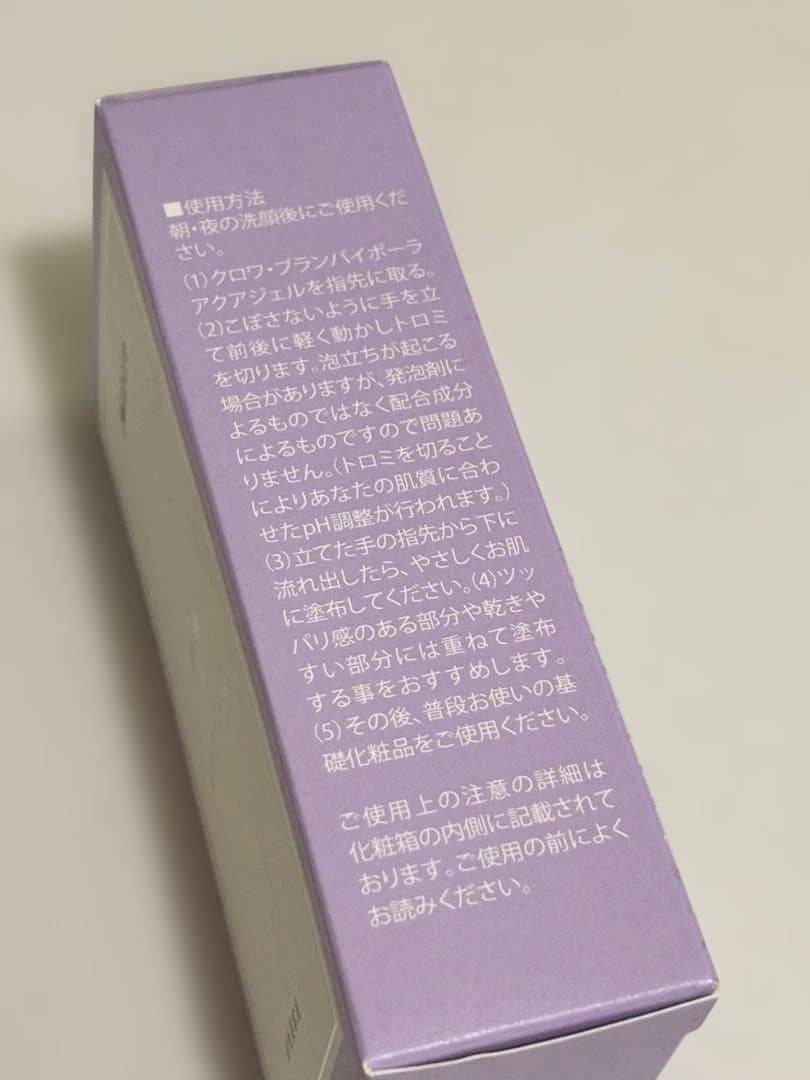 ■使用方法
朝・夜の洗顔後にご使用くだ
さい。
(1)クロワ・ブランバイポーラ
アクアジェルを指先に取る。
(2)こぼさないように手を立
て前後に軽く動かしトロミ
を切ります。泡立ちが起こる
場合がありますが、発泡剤に
よるものではなく配合成分
によるものですので問題あ
りません。(トロミを切ること
によりあなたの肌質に合わ
せたpH調整が行われます。)
(3)立てた手の指先から下に
流れ出したら、やさしくお肌
に塗布してください。(4)ツッ
パリ感のある部分や乾きや
すい部分には重ねて塗布
する事をおすすめします。
(5)その後、普段お使いの基
礎化粧品をご使用ください。
ご使用上の注意の詳細は
化粧箱の内側に記載されて
おります。ご使用の前によく
お読みください。